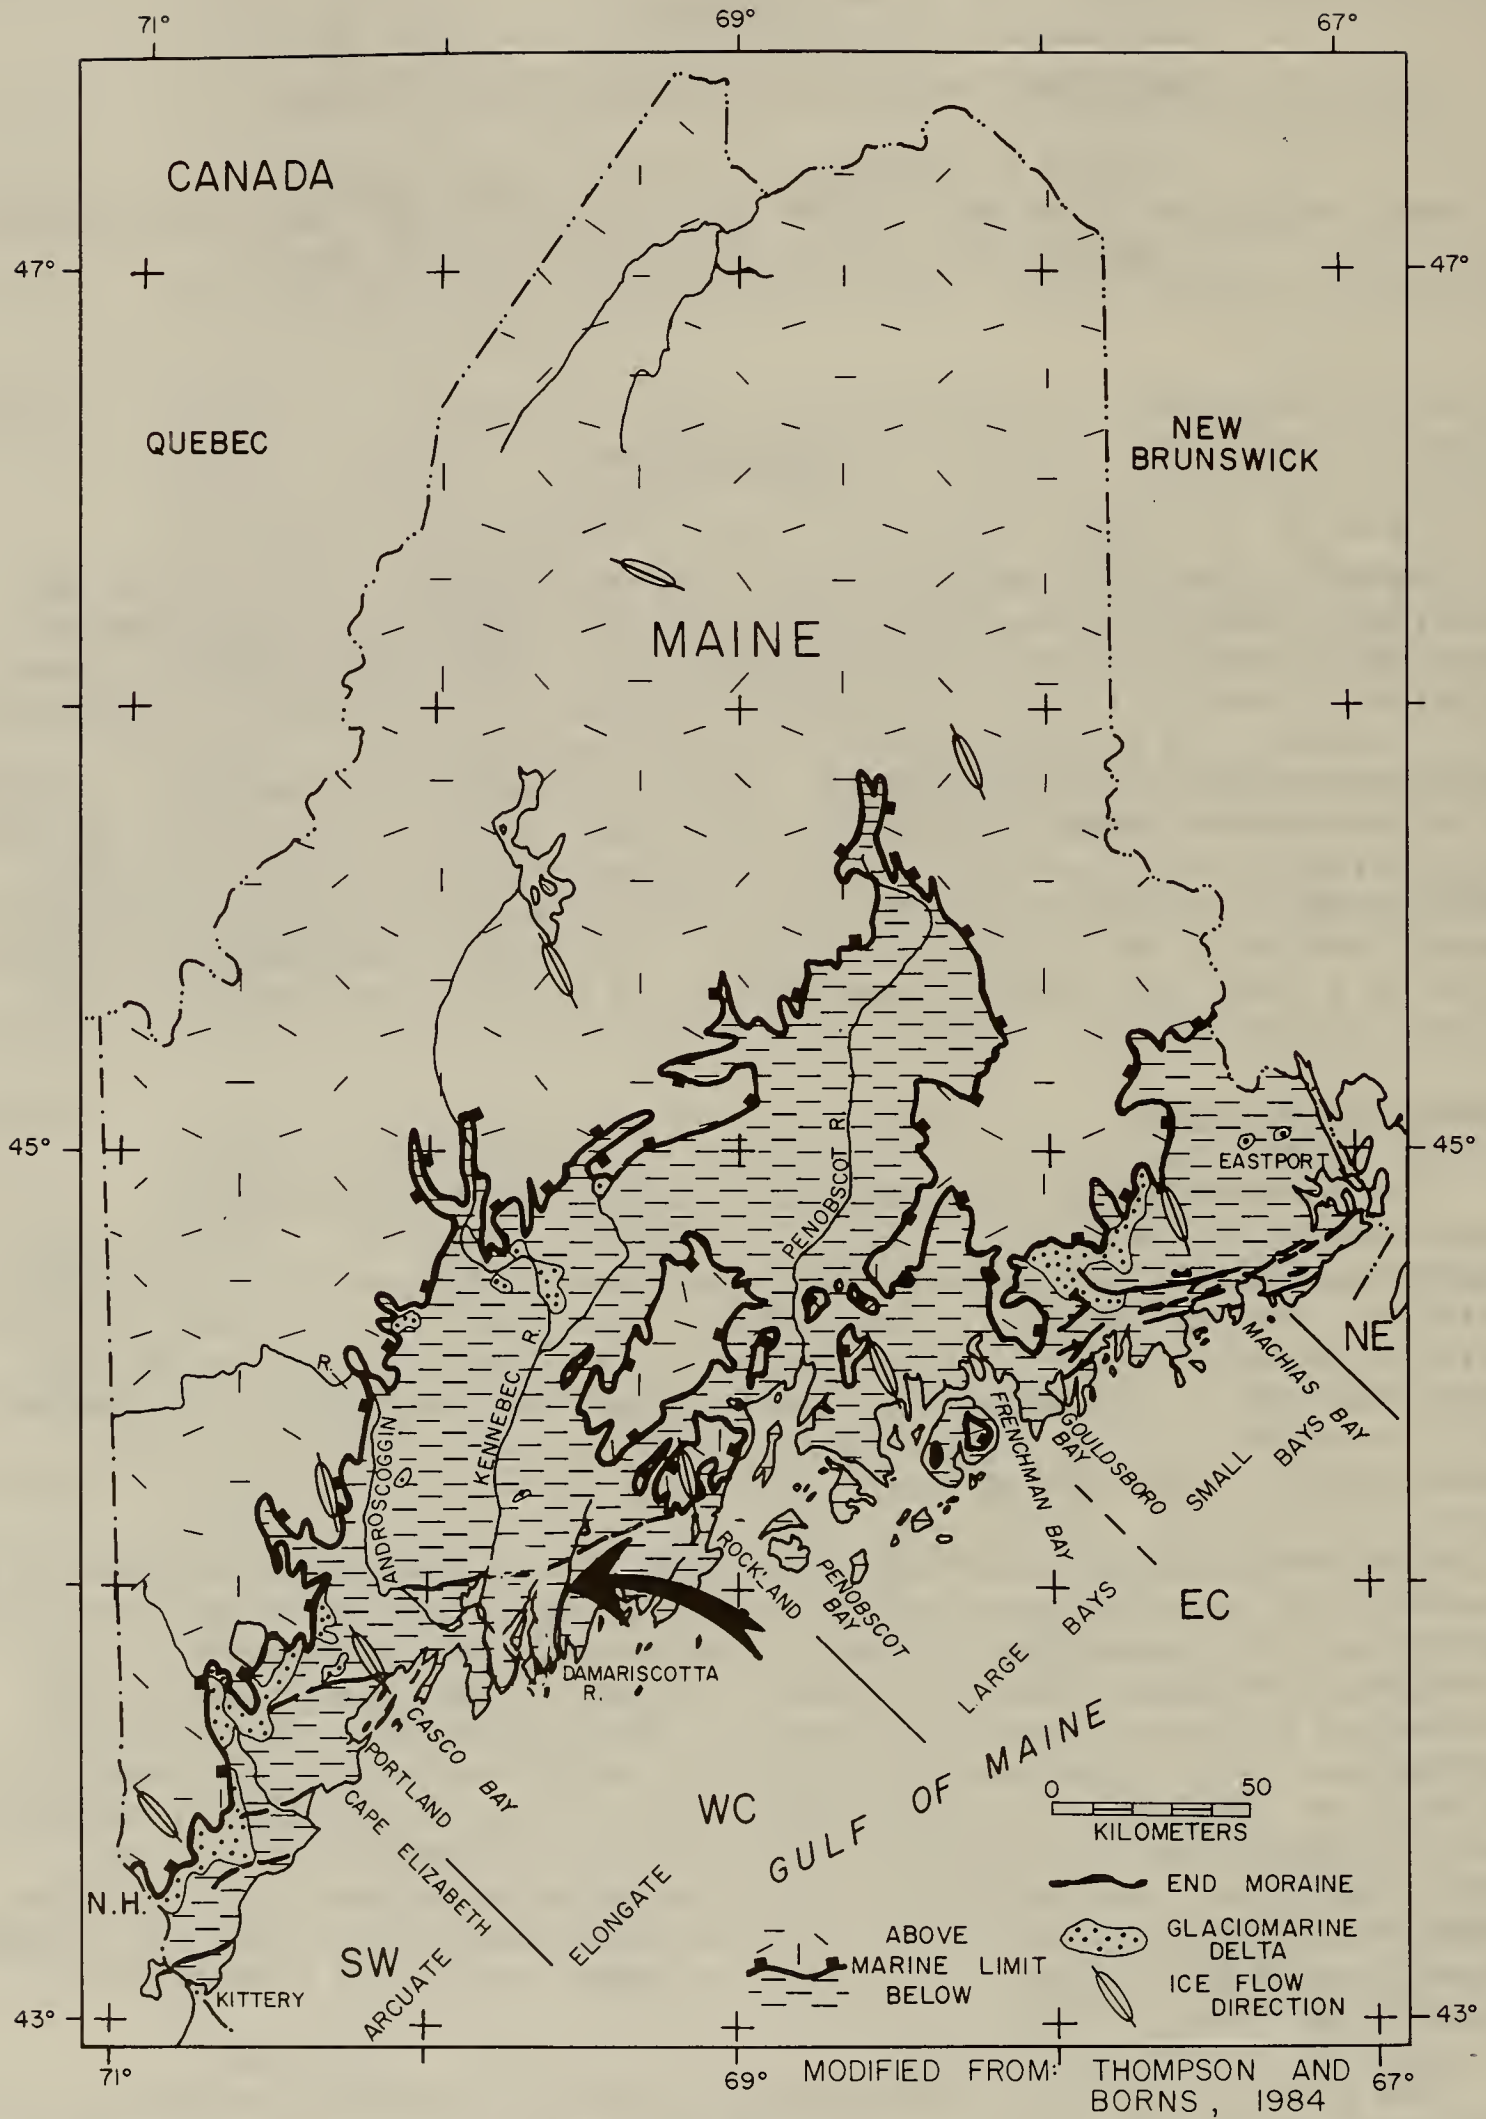 71°
69°
67°
CANADA
47°
47°
QUEBEC
NEW
BRUNSWICK
MAINE
45°
45°
EASTPORT
PENOBSCOT R.
R.
KENNEBEC R.
ANDROSCOGGIN
NE
MACHIAS BAY
SMALL BAYS
GOULDSBORO
BAY
FRENCHMAN BAY
ROCKLAND
PENOBSCOT
BAY
EC
LARGE BAYS
DAMARISCOTTA
R.
CASCO BAY
PORTLAND
CAPE ELIZABETH
WC
GULF OF MAINE
0 50
KILOMETERS
ELONGATE
N.H.
SW
ARCUATE
KITTERY
END MORAINE
GLACIOMARINE
DELTA
ICE FLOW
DIRECTION
ABOVE
MARINE LIMIT
BELOW
43°
43°
71°
69°
67°
MODIFIED FROM: THOMPSON AND
BORNS, 1984